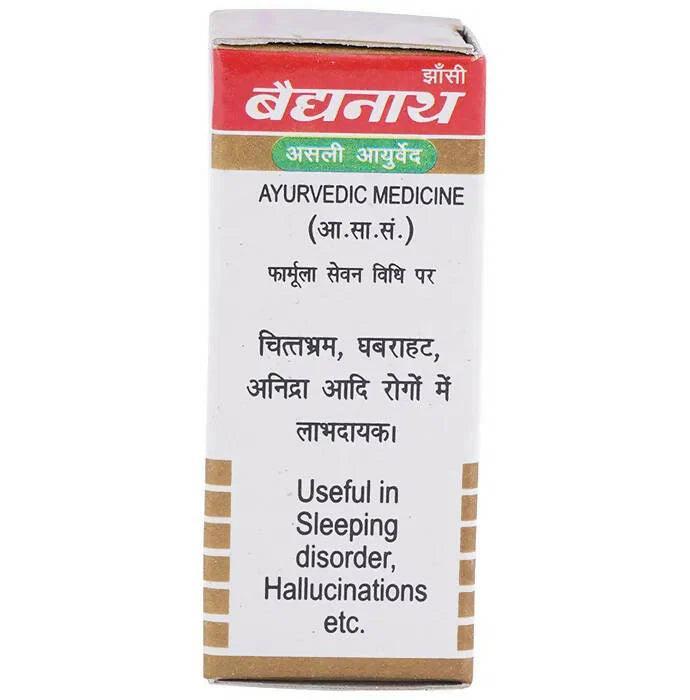 झाँसी
बैद्यनाथ
असली आयुर्वेद
AYURVEDIC MEDICINE
(आ.सा.सं.)
फार्मूला सेवन विधि पर
चित्तभ्रम, घबराहट,
अनिद्रा आदि रोगों में
लाभदायक।
Useful in
Sleeping
disorder,
Hallucinations
etc.